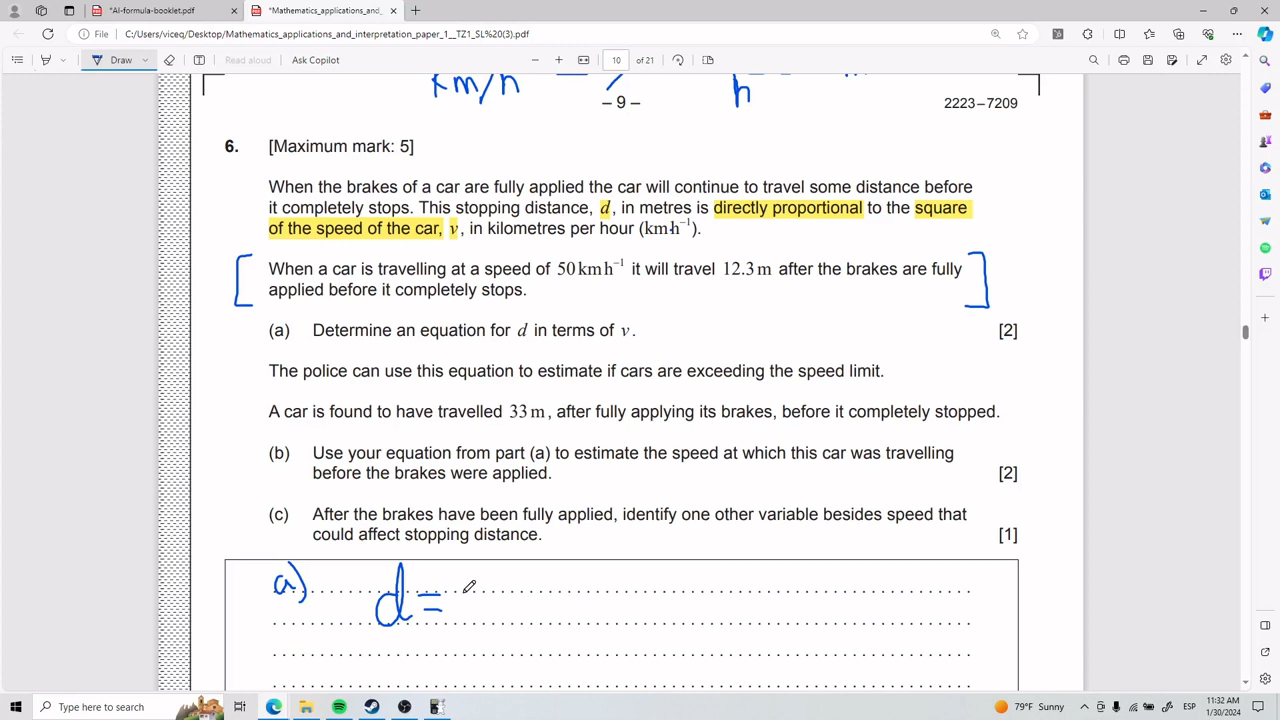 *AI-formula-booklet.pdf
*Mathematics_applications_and_
File
C:/Users/viceq/Desktop/Mathematics_applications_and_interpretation_paper_1__TZ1_SL (3).pdf
Draw
Read aloud
Ask Copilot
10
of 21
km/h
h
– 9 –
2223–7209
6. [Maximum mark: 5]
When the brakes of a car are fully applied the car will continue to travel some distance before
it completely stops. This stopping distance, d, in metres is directly proportional to the square
of the speed of the car, v, in kilometres per hour (km h⁻¹).
When a car is travelling at a speed of 50 km h⁻¹ it will travel 12.3 m after the brakes are fully
applied before it completely stops.
(a) Determine an equation for d in terms of v. [2]
The police can use this equation to estimate if cars are exceeding the speed limit.
A car is found to have travelled 33 m, after fully applying its brakes, before it completely stopped.
(b) Use your equation from part (a) to estimate the speed at which this car was travelling
before the brakes were applied. [2]
(c) After the brakes have been fully applied, identify one other variable besides speed that
could affect stopping distance. [1]
a) d=
Type here to search
79°F Sunny
ESP
11:32 AM
1/30/2024